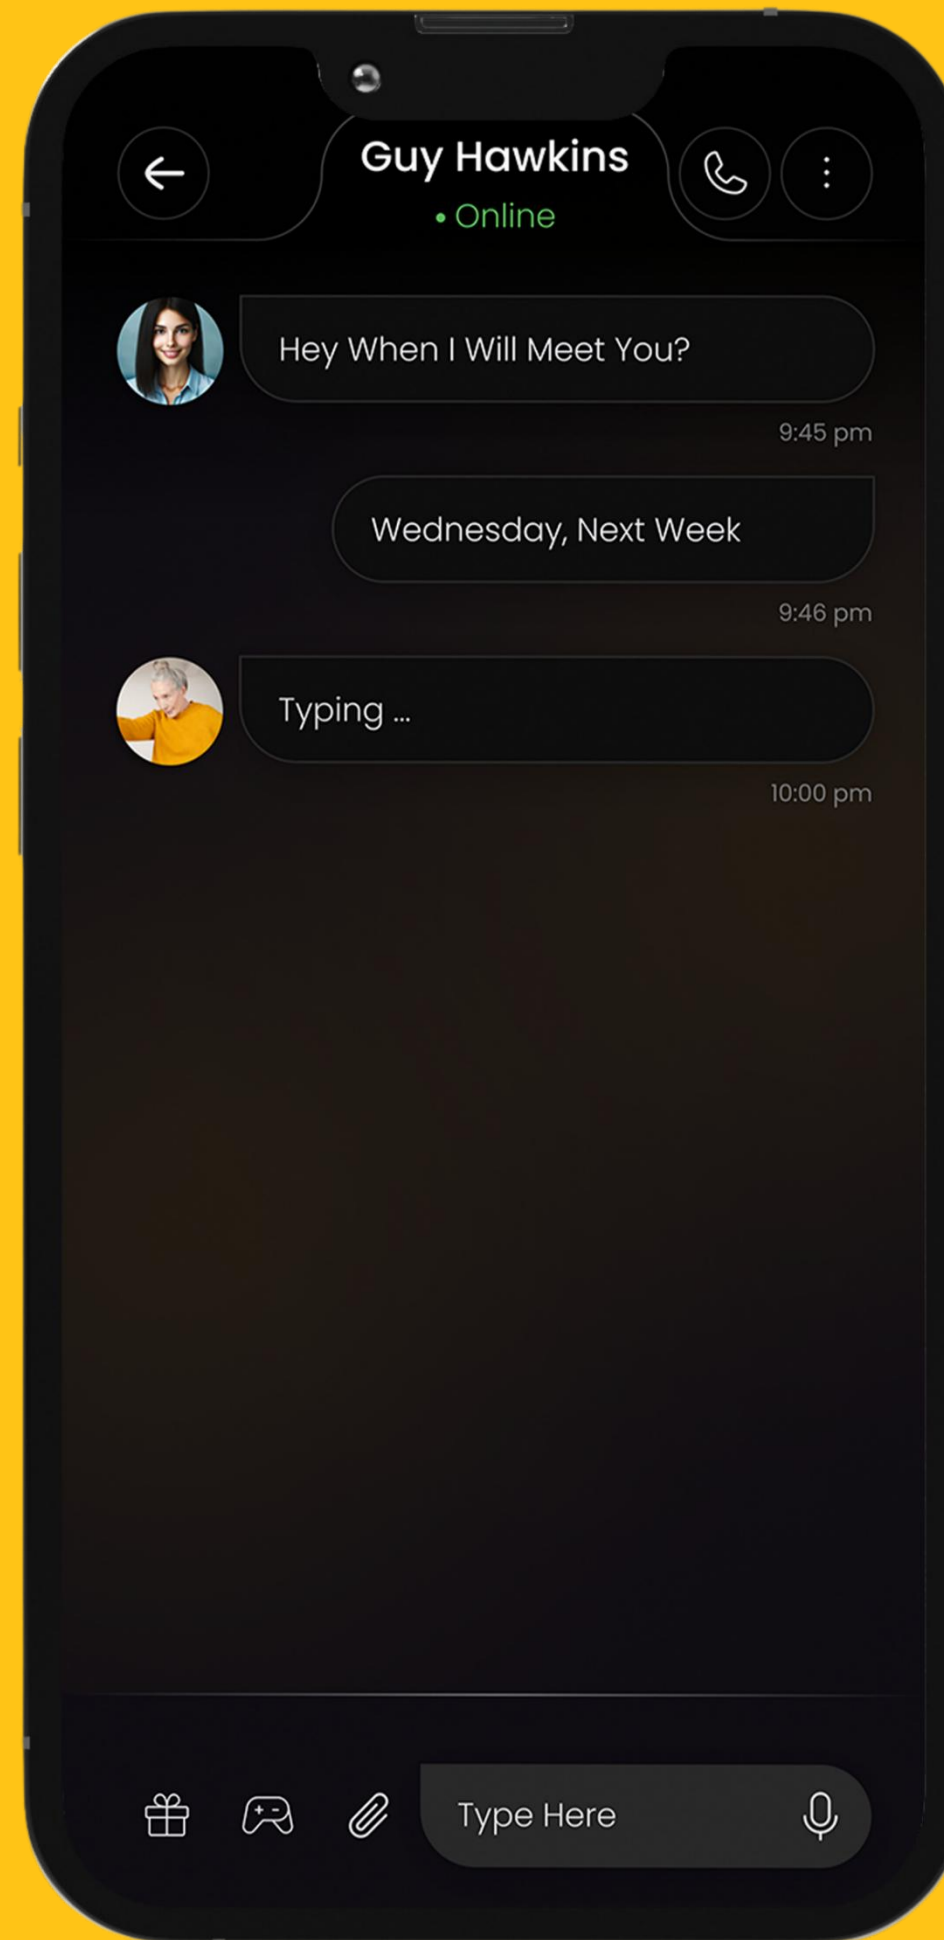 Guy Hawkins
• Online
Hey When I Will Meet You?
9:45 pm
Wednesday, Next Week
9:46 pm
Typing ...
10:00 pm
Type Here